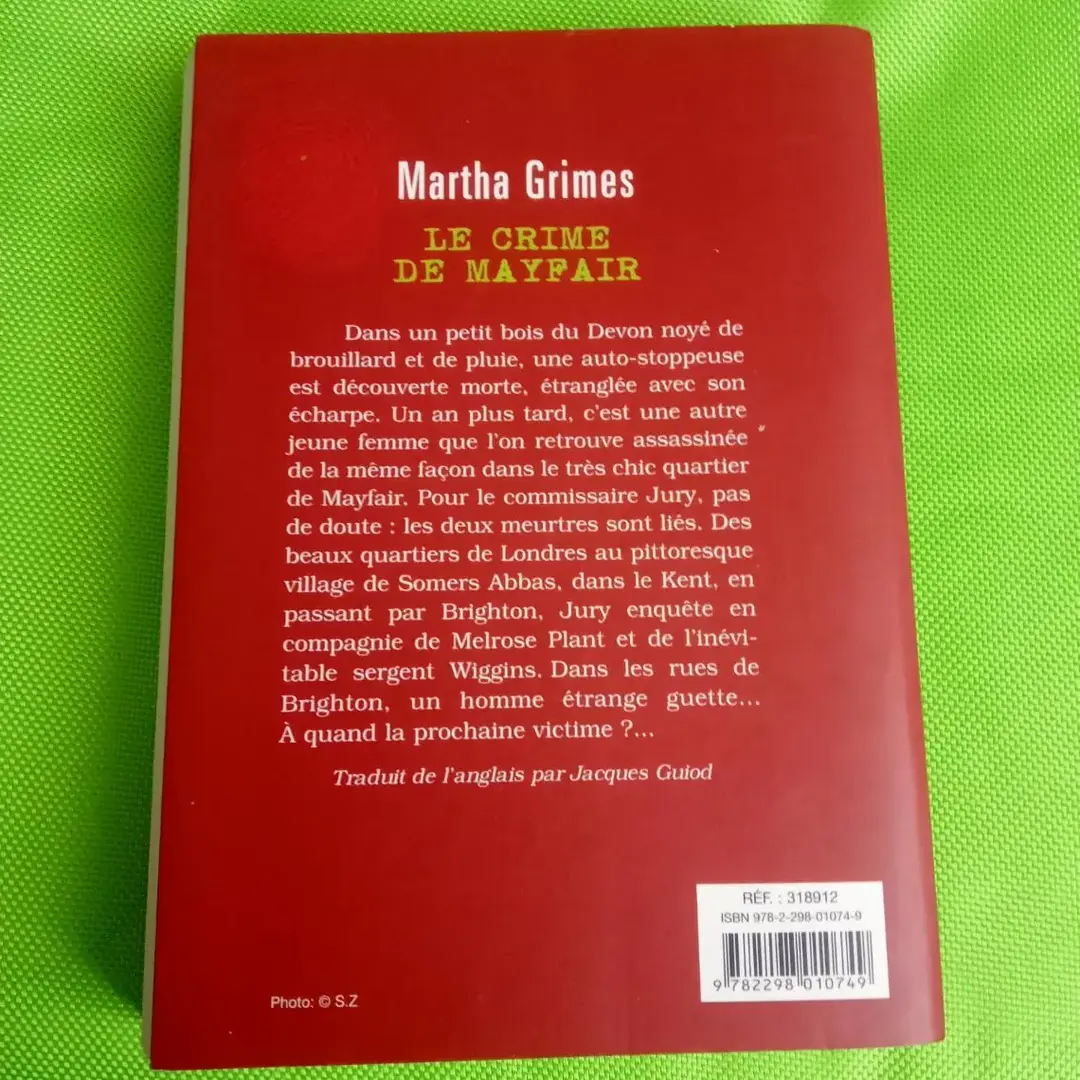 Martha Grimes
LE CRIME
DE MAYFAIR
Dans un petit bois du Devon noyé de
brouillard et de pluie, une auto-stoppeuse
est découverte morte, étranglée avec son
écharpe. Un an plus tard, c'est une autre
jeune femme que l'on retrouve assassinée
de la même façon dans le très chic quartier
de Mayfair. Pour le commissaire Jury, pas
de doute : les deux meurtres sont liés. Des
beaux quartiers de Londres au pittoresque
village de Somers Abbas, dans le Kent, en
passant par Brighton, Jury enquête en
compagnie de Melrose Plant et de l'inévi-
table sergent Wiggins. Dans les rues de
Brighton, un homme étrange guette...
À quand la prochaine victime ?...
Traduit de l'anglais par Jacques Guiod
RÉF. : 318912
ISBN 978-2-298-01074-9
9 782298 010749
Photo: © S.Z